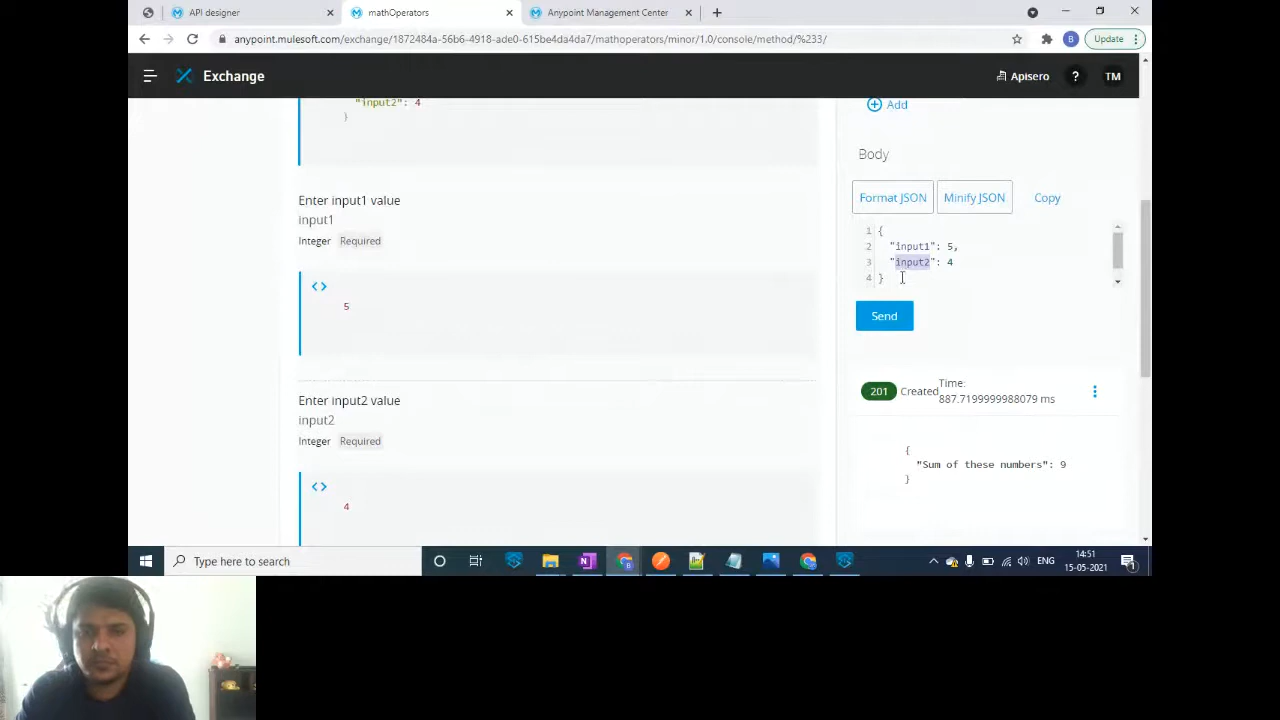 API designer
mathOperators
Anypoint Management Center
anypoint.mulesoft.com/exchange/1872484a-56b6-4918-ade0-615be4da4da7/mathoperators/minor/1.0/console/method/%233/
B
Update
Exchange
Apisero
?
TM
"input2": 4
}
Add
Body
Format JSON
Minify JSON
Copy
1 {
2 "input1": 5,
3 "input2": 4
4 }
Send
Enter input1 value
input1
Integer Required
5
Enter input2 value
input2
Integer Required
4
201 Created
Time:
887.7199999988079 ms
{
"Sum of these numbers": 9
}
Type here to search
ENG
14:51
15-05-2021
1